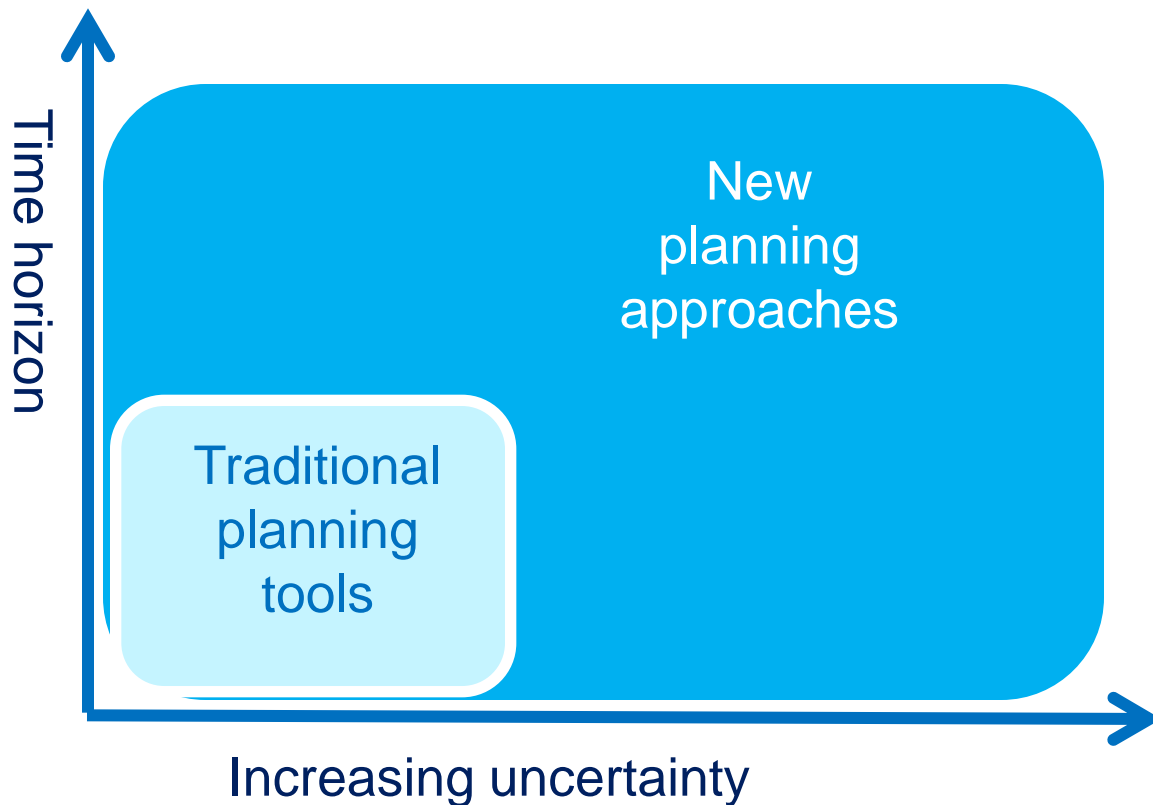 Time horizon
New
planning
approaches
Traditional
planning
tools
Increasing uncertainty